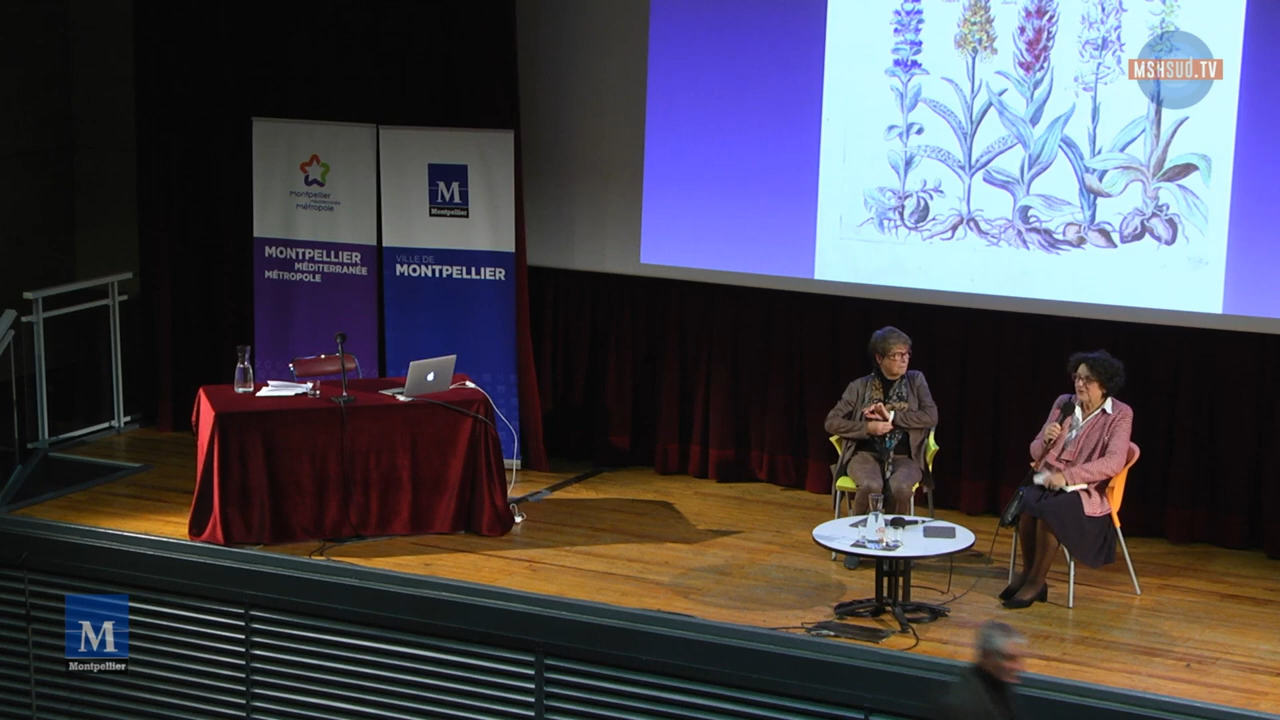 MSHSUD.TV
Montpellier
Méditerranée
Métropole
MONTPELLIER
MÉDITERRANÉE
MÉTROPOLE
M
Montpellier
VILLE DE
MONTPELLIER
M
Montpellier